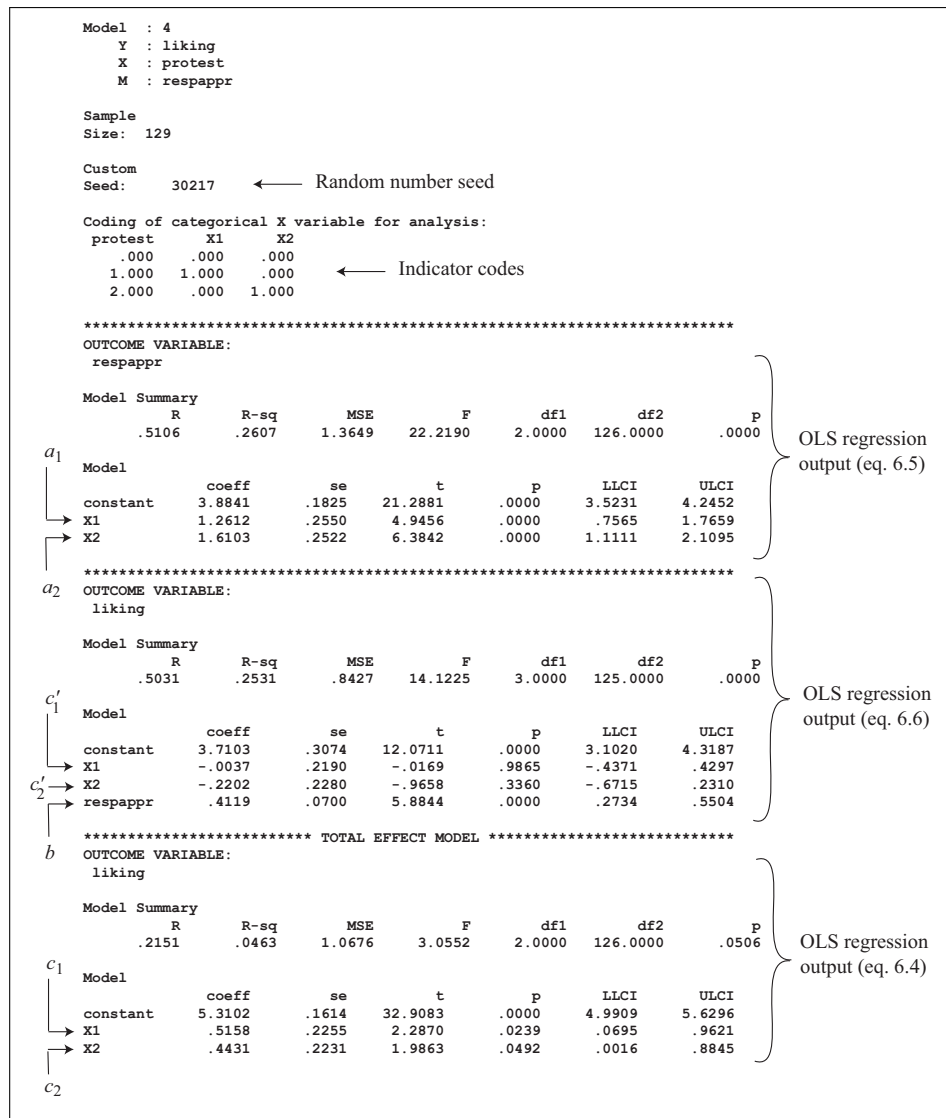 Model : 4
Y : liking
X : protest
M : respappr
Sample
Size: 129
Custom
Seed: 30217 Random number seed
Coding of categorical X variable for analysis:
protest X1 X2
.000 .000 .000
1.000 1.000 .000 Indicator codes
2.000 .000 1.000
**************************************************************************
OUTCOME VARIABLE:
respappr
Model Summary
R R-sq MSE F df1 df2 p
.5106 .2607 1.3649 22.2190 2.0000 126.0000 .0000
OLS regression
output (eq. 6.5)
a1
Model
coeff se t p LLCI ULCI
constant 3.8841 .1825 21.2881 .0000 3.5231 4.2452
X1 1.2612 .2550 4.9456 .0000 .7565 1.7659
X2 1.6103 .2522 6.3842 .0000 1.1111 2.1095
a2
**************************************************************************
OUTCOME VARIABLE:
liking
Model Summary
R R-sq MSE F df1 df2 p
.5031 .2531 .8427 14.1225 3.0000 125.0000 .0000
OLS regression
output (eq. 6.6)
c′1
Model
coeff se t p LLCI ULCI
constant 3.7103 .3074 12.0711 .0000 3.1020 4.3187
X1 -.0037 .2190 -.0169 .9865 -.4371 .4297
c′2 X2 -.2202 .2280 -.9658 .3360 -.6715 .2310
respappr .4119 .0700 5.8844 .0000 .2734 .5504
b
************************** TOTAL EFFECT MODEL ****************************
OUTCOME VARIABLE:
liking
Model Summary
R R-sq MSE F df1 df2 p
.2151 .0463 1.0676 3.0552 2.0000 126.0000 .0506
OLS regression
output (eq. 6.4)
c1
Model
coeff se t p LLCI ULCI
constant 5.3102 .1614 32.9083 .0000 4.9909 5.6296
X1 .5158 .2255 2.2870 .0239 .0695 .9621
X2 .4431 .2231 1.9863 .0492 .0016 .8845
c2